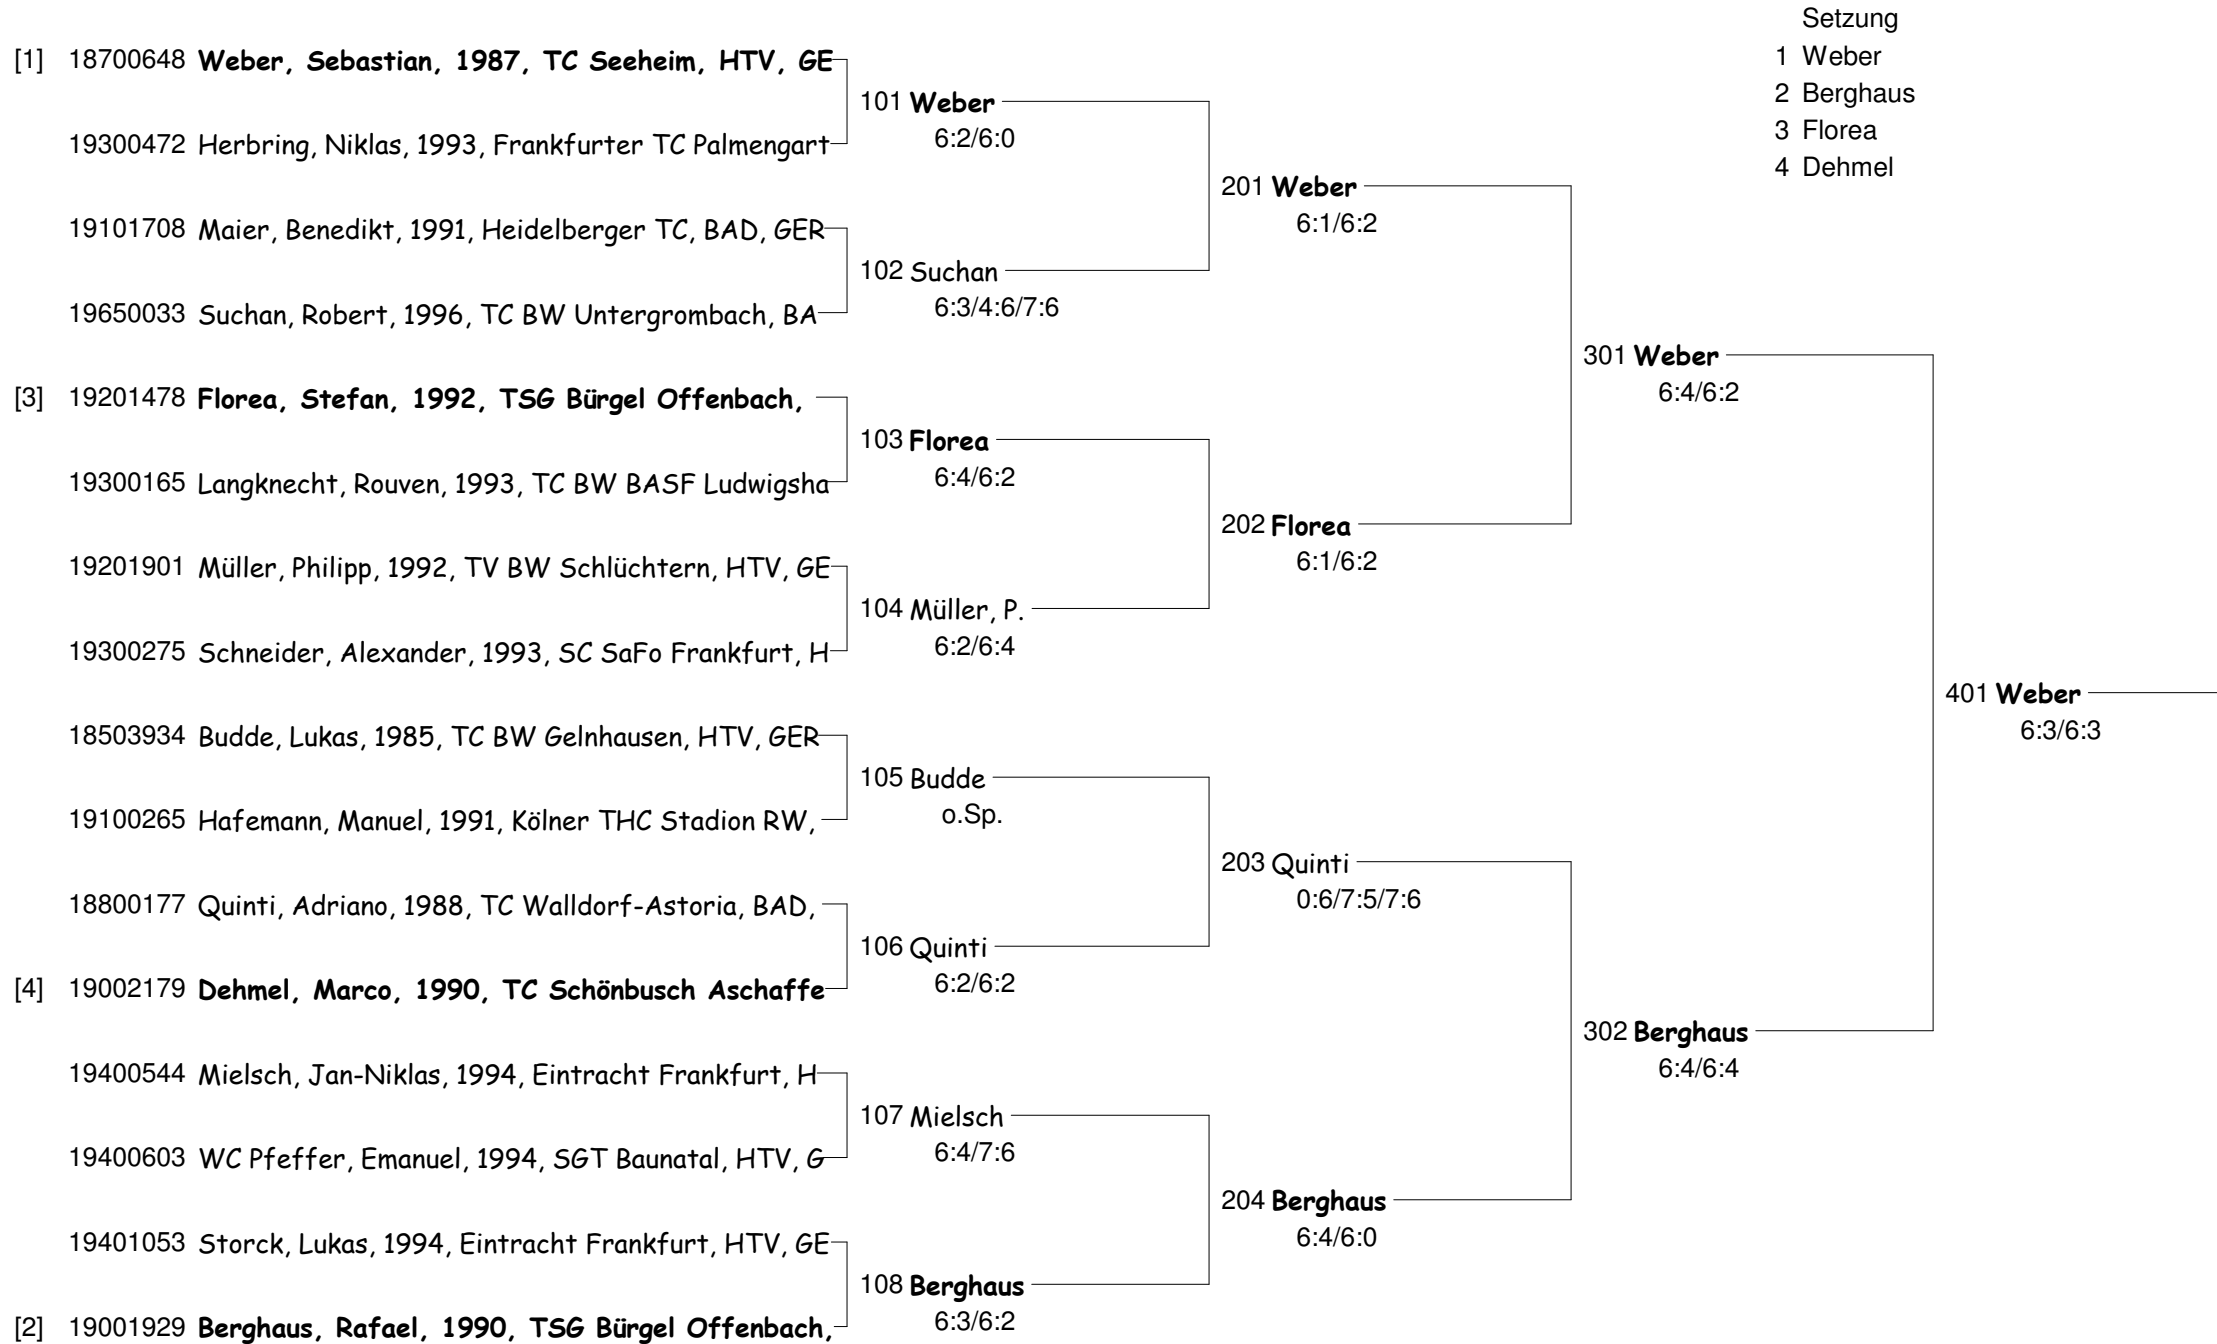 Setzung
1 Weber
2 Berghaus
3 Florea
4 Dehmel
[1] 18700648 Weber, Sebastian, 1987, TC Seeheim, HTV, GE
101 Weber
6:2/6:0
19300472 Herbring, Niklas, 1993, Frankfurter TC Palmengart
201 Weber
6:1/6:2
19101708 Maier, Benedikt, 1991, Heidelberger TC, BAD, GER
102 Suchan
6:3/4:6/7:6
19650033 Suchan, Robert, 1996, TC BW Untergrombach, BA
301 Weber
6:4/6:2
[3] 19201478 Florea, Stefan, 1992, TSG Bürgel Offenbach,
103 Florea
6:4/6:2
19300165 Langknecht, Rouven, 1993, TC BW BASF Ludwigsha
202 Florea
6:1/6:2
19201901 Müller, Philipp, 1992, TV BW Schlüchtern, HTV, GE
104 Müller, P.
6:2/6:4
19300275 Schneider, Alexander, 1993, SC SaFo Frankfurt, H
401 Weber
6:3/6:3
18503934 Budde, Lukas, 1985, TC BW Gelnhausen, HTV, GER
105 Budde
o.Sp.
19100265 Hafemann, Manuel, 1991, Kölner THC Stadion RW,
203 Quinti
0:6/7:5/7:6
18800177 Quinti, Adriano, 1988, TC Walldorf-Astoria, BAD,
106 Quinti
6:2/6:2
[4] 19002179 Dehmel, Marco, 1990, TC Schönbusch Aschaffe
302 Berghaus
6:4/6:4
19400544 Mielsch, Jan-Niklas, 1994, Eintracht Frankfurt, H
107 Mielsch
6:4/7:6
19400603 WC Pfeffer, Emanuel, 1994, SGT Baunatal, HTV, G
204 Berghaus
6:4/6:0
19401053 Storck, Lukas, 1994, Eintracht Frankfurt, HTV, GE
108 Berghaus
6:3/6:2
[2] 19001929 Berghaus, Rafael, 1990, TSG Bürgel Offenbach,